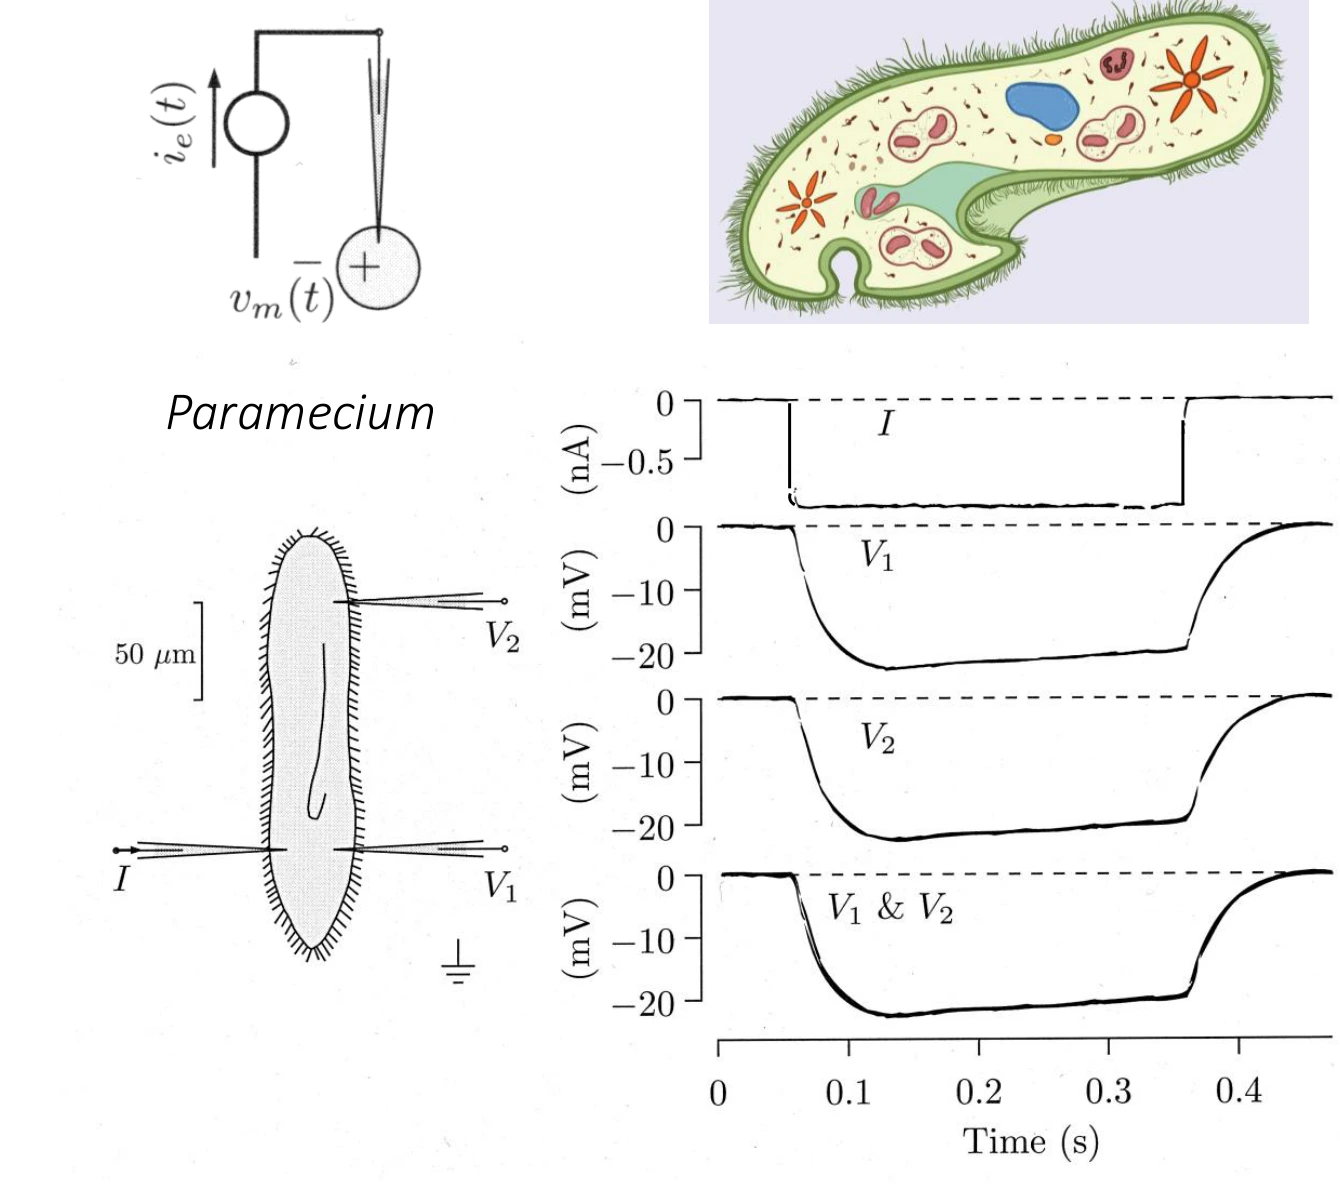 i_e(t)
+
−
v_m(t)
Paramecium
50 μm
V_2
I
V_1
0
−0.5
(nA)
I
0
−10
−20
(mV)
V_1
0
−10
−20
(mV)
V_2
0
−10
−20
(mV)
V_1 & V_2
0 0.1 0.2 0.3 0.4
Time (s)